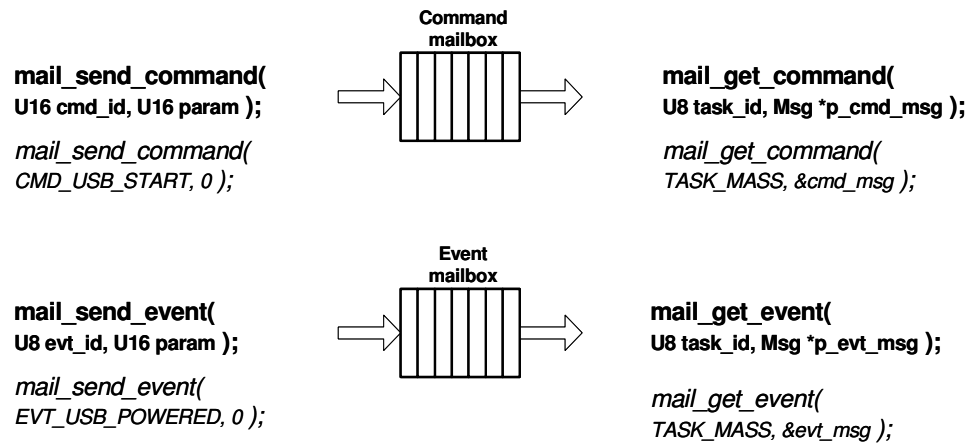 Command
mailbox
mail_send_command(
U16 cmd_id, U16 param );
mail_get_command(
U8 task_id, Msg *p_cmd_msg );
mail_send_command(
CMD_USB_START, 0 );
mail_get_command(
TASK_MASS, &cmd_msg );
Event
mailbox
mail_send_event(
U8 evt_id, U16 param );
mail_get_event(
U8 task_id, Msg *p_evt_msg );
mail_send_event(
EVT_USB_POWERED, 0 );
mail_get_event(
TASK_MASS, &evt_msg );